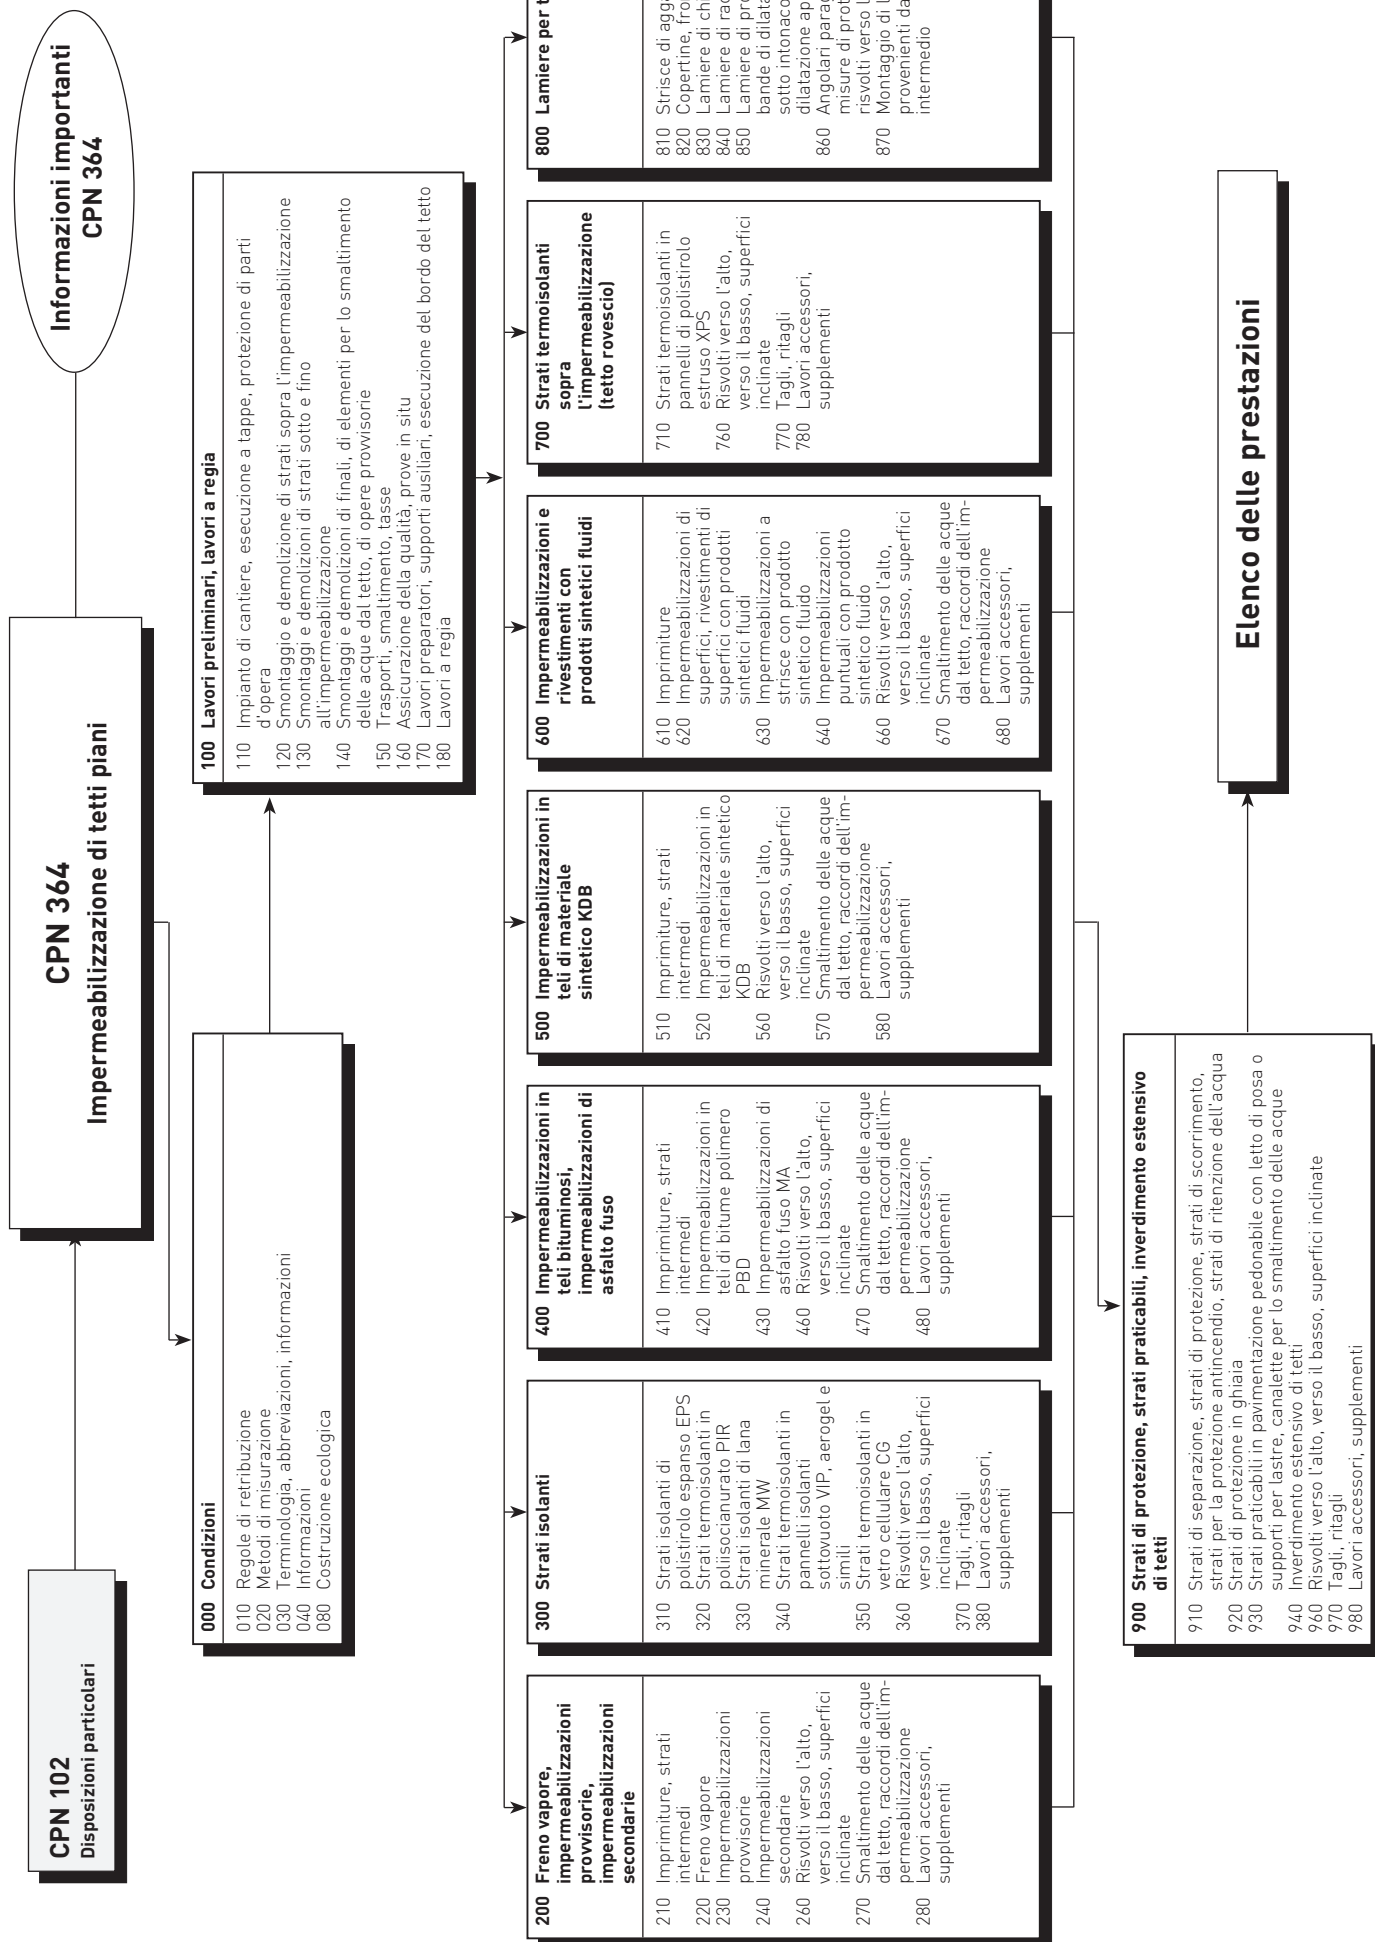 CPN 102
Disposizioni particolari
CPN 364
Impermeabilizzazione di tetti piani
Informazioni importanti
CPN 364
000 Condizioni
010 Regole di retribuzione
020 Metodi di misurazione
030 Terminologia, abbreviazioni, informazioni
040 Informazioni
080 Costruzione ecologica
100 Lavori preliminari, lavori a regia
110 Impianto di cantiere, esecuzione a tappe, protezione di parti
d'opera
120 Smontaggio e demolizione di strati sopra l'impermeabilizzazione
130 Smontaggi e demolizioni di strati sotto e fino
all'impermeabilizzazione
140 Smontaggi e demolizioni di finali, di elementi per lo smaltimento
delle acque dal tetto, di opere provvisorie
150 Trasporti, smaltimento, tasse
160 Assicurazione della qualità, prove in situ
170 Lavori preparatori, supporti ausiliari, esecuzione del bordo del tetto
180 Lavori a regia
200 Freno vapore,
impermeabilizzazioni
provvisorie,
impermeabilizzazioni
secondarie
210 Imprimiture, strati
intermedi
220 Freno vapore
230 Impermeabilizzazioni
provvisorie
240 Impermeabilizzazioni
secondarie
260 Risvolti verso l'alto,
verso il basso, superfici
inclinate
270 Smaltimento delle acque
dal tetto, raccordi dell'im-
permeabilizzazione
280 Lavori accessori,
supplementi
300 Strati isolanti
310 Strati isolanti di
polistirolo espanso EPS
320 Strati termoisolanti in
poliisocianurato PIR
330 Strati isolanti di lana
minerale MW
340 Strati termoisolanti in
pannelli isolanti
sottovuoto VIP, aerogel e
simili
350 Strati termoisolanti in
vetro cellulare CG
360 Risvolti verso l'alto,
verso il basso, superfici
inclinate
370 Tagli, ritagli
380 Lavori accessori,
supplementi
400 Impermeabilizzazioni in
teli bituminosi,
impermeabilizzazioni di
asfalto fuso
410 Imprimiture, strati
intermedi
420 Impermeabilizzazioni in
teli di bitume polimero
PBD
430 Impermeabilizzazioni di
asfalto fuso MA
460 Risvolti verso l'alto,
verso il basso, superfici
inclinate
470 Smaltimento delle acque
dal tetto, raccordi dell'im-
permeabilizzazione
480 Lavori accessori,
supplementi
500 Impermeabilizzazioni in
teli di materiale
sintetico KDB
510 Imprimiture, strati
intermedi
520 Impermeabilizzazioni in
teli di materiale sintetico
KDB
560 Risvolti verso l'alto,
verso il basso, superfici
inclinate
570 Smaltimento delle acque
dal tetto, raccordi dell'im-
permeabilizzazione
580 Lavori accessori,
supplementi
600 Impermeabilizzazioni e
rivestimenti con
prodotti sintetici fluidi
610 Imprimiture
620 Impermeabilizzazioni di
superfici, rivestimenti di
superfici con prodotti
sintetici fluidi
630 Impermeabilizzazioni a
strisce con prodotto
sintetico fluido
640 Impermeabilizzazioni
puntuali con prodotto
sintetico fluido
660 Risvolti verso l'alto,
verso il basso, superfici
inclinate
670 Smaltimento delle acque
dal tetto, raccordi dell'im-
permeabilizzazione
680 Lavori accessori,
supplementi
700 Strati termoisolanti
sopra
l'impermeabilizzazione
(tetto rovescio)
710 Strati termoisolanti in
pannelli di polistirolo
estruso XPS
760 Risvolti verso l'alto,
verso il basso, superfici
inclinate
770 Tagli, ritagli
780 Lavori accessori,
supplementi
800 Lamiere per t
810 Strisce di agga
820 Copertine, fro
830 Lamiere di chi
840 Lamiere di rac
850 Lamiere di pro
bande di dilata
sotto intonaco
dilatazione ap
860 Angolari parag
misure di prot
risvolti verso l
870 Montaggio di l
provenienti da
intermedio
900 Strati di protezione, strati praticabili, inverdimento estensivo
di tetti
910 Strati di separazione, strati di protezione, strati di scorrimento,
strati per la protezione antincendio, strati di ritenzione dell'acqua
920 Strati di protezione in ghiaia
930 Strati praticabili in pavimentazione pedonabile con letto di posa o
supporti per lastre, canalette per lo smaltimento delle acque
940 Inverdimento estensivo di tetti
960 Risvolti verso l'alto, verso il basso, superfici inclinate
970 Tagli, ritagli
980 Lavori accessori, supplementi
Elenco delle prestazioni